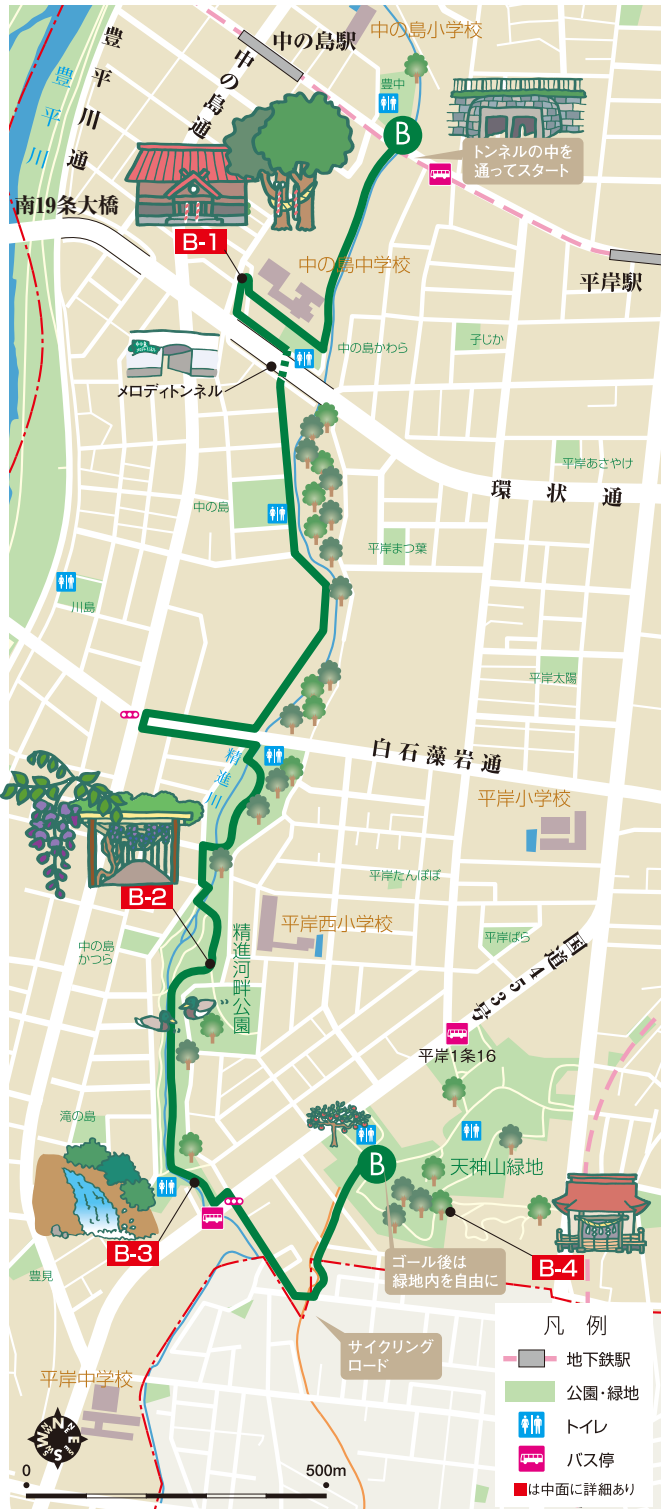 豊平川通
豊平川
中の島通
中の島駅
中の島小学校
豊中
B
トンネルの中を
通ってスタート
南19条大橋
B-1
中の島中学校
平岸駅
メロディトンネル
中の島かわら
子じか
平岸あさやけ
環状通
中の島
平岸まつ葉
川島
平岸太陽
白石藻岩通
精進川
平岸小学校
平岸たんぽぽ
B-2
平岸西小学校
平岸ばら
中の島
かつら
精進河畔公園
国道453号
平岸1条16
滝の島
B
天神山緑地
B-3
B-4
ゴール後は
緑地内を自由に
豊見
サイクリング
ロード
平岸中学校
凡 例
地下鉄駅
公園・緑地
トイレ
バス停
は中面に詳細あり
N
NE
E
SE
S
SW
W
NW
0 500m